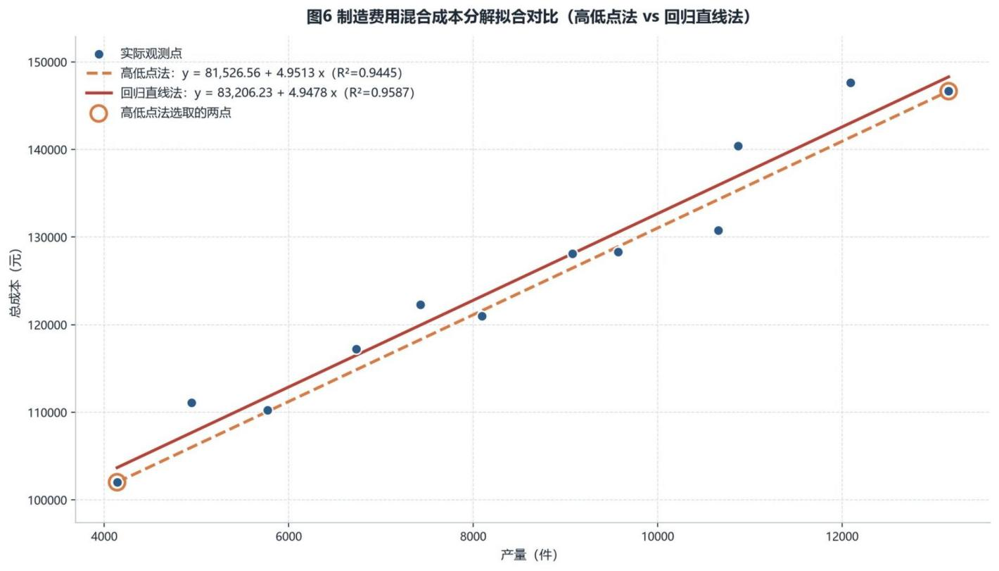 图6 制造费用混合成本分解拟合对比（高低点法 vs 回归直线法）
实际观测点
高低点法：y = 81,526.56 + 4.9513 x（R²=0.9445）
回归直线法：y = 83,206.23 + 4.9478 x（R²=0.9587）
高低点法选取的两点
150000
140000
130000
120000
110000
100000
总成本（元）
4000
6000
8000
10000
12000
产量（件）